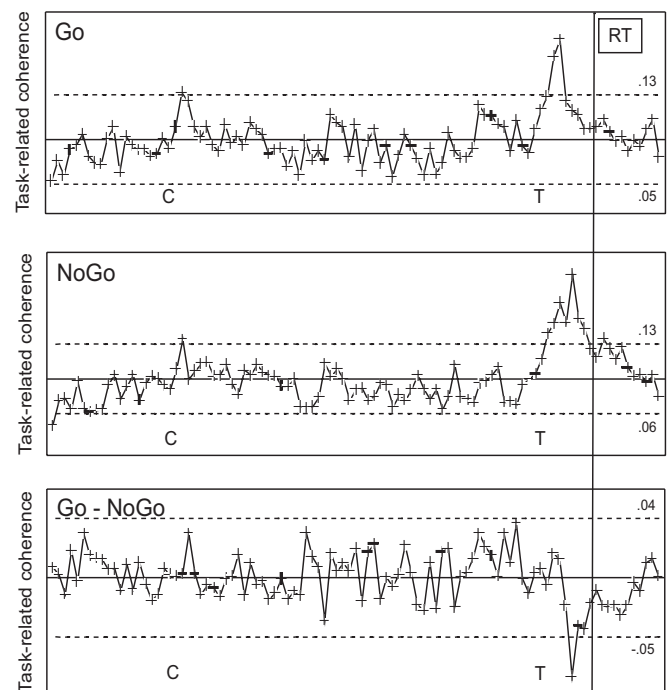 Task-related coherence
Go
RT
.13
C
T
.05
Task-related coherence
NoGo
.13
C
T
.06
Task-related coherence
Go - NoGo
.04
C
T
-.05